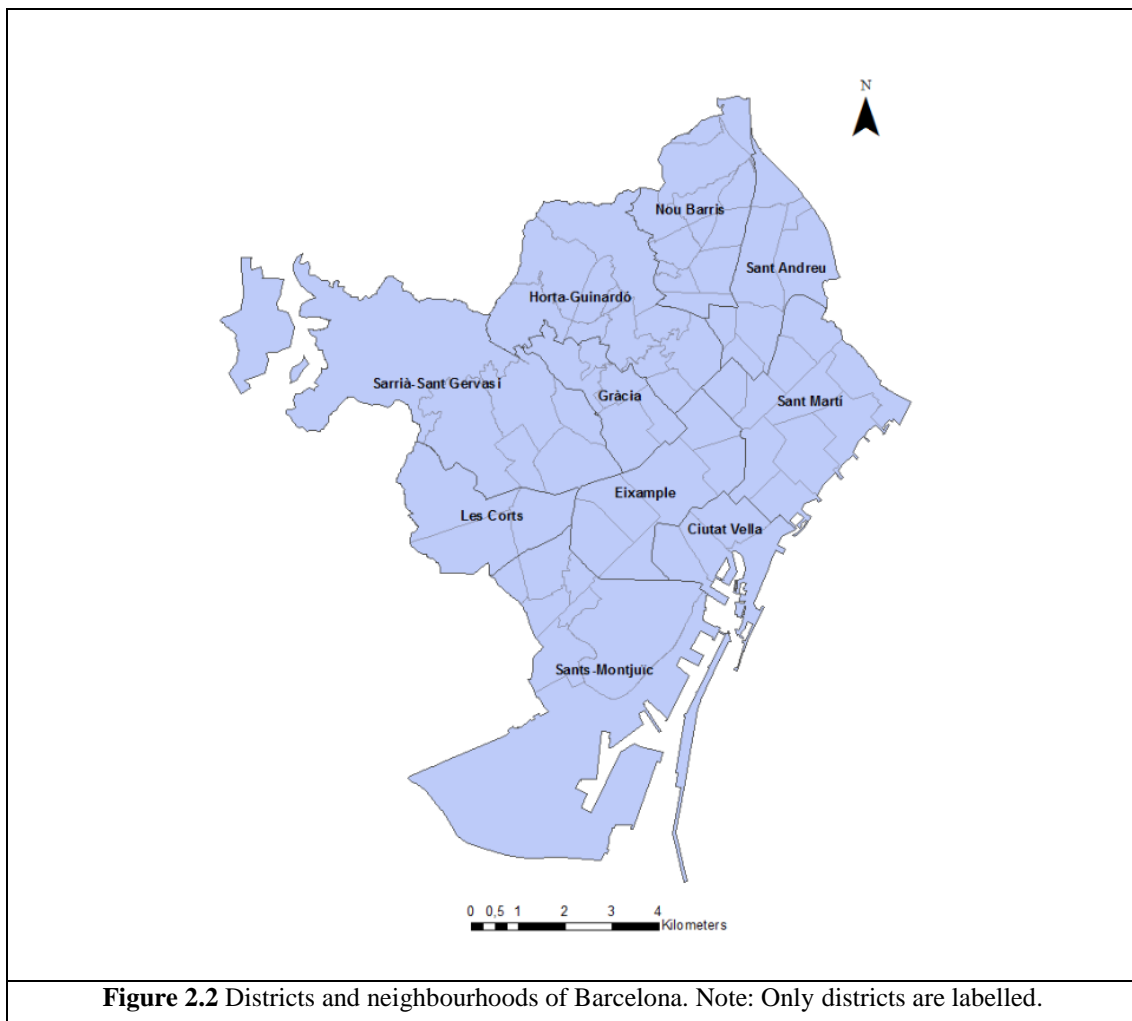 N
Nou Barris
Sant Andreu
Horta-Guinardó
Sarrià-Sant Gervasi
Gràcia
Sant Martí
Eixample
Les Corts
Ciutat Vella
Sants-Montjuïc
0 0,5 1 2 3 4
Kilometers
Figure 2.2 Districts and neighbourhoods of Barcelona. Note: Only districts are labelled.